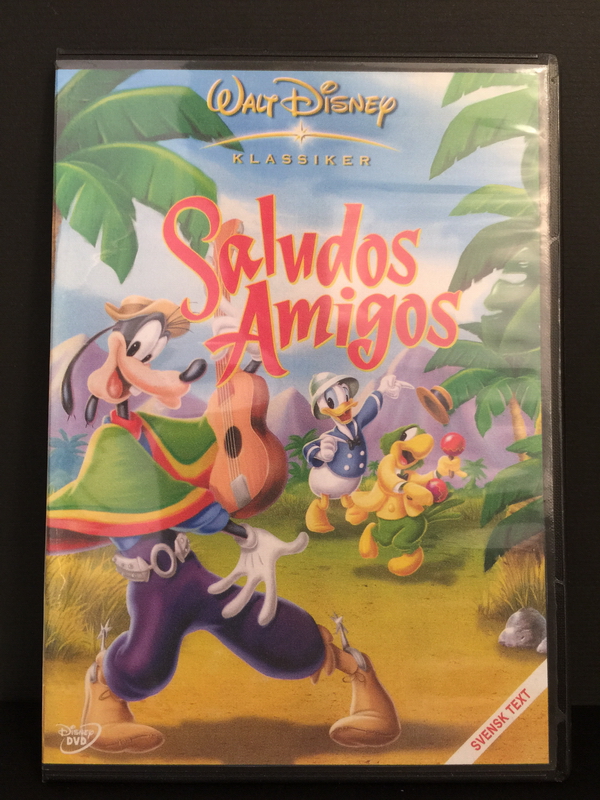 WALT DISNEY
KLASSIKER
Saludos
Amigos
Disney
DVD
SVENSK TEXT